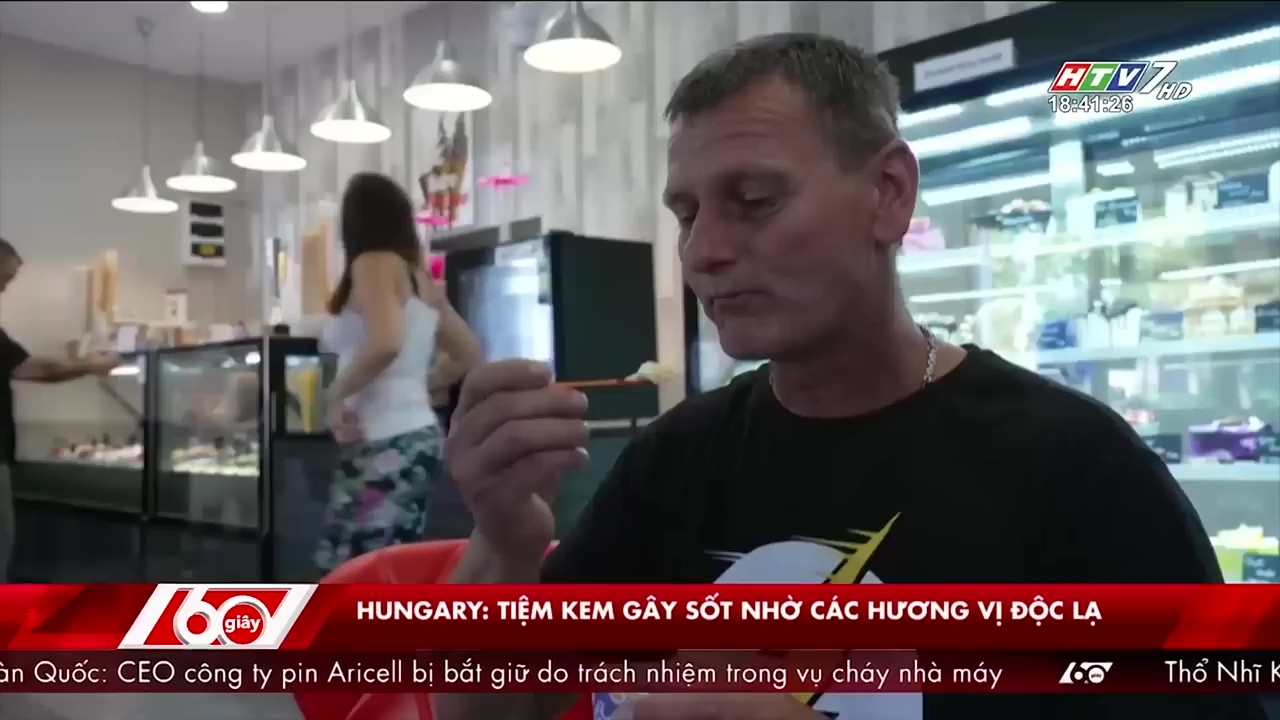 HTV7 HD
18:41:26
60 giây
HUNGARY: TIỆM KEM GÂY SỐT NHỜ CÁC HƯƠNG VỊ ĐỘC LẠ
àn Quốc: CEO công ty pin Aricell bị bắt giữ do trách nhiệm trong vụ cháy nhà máy 60 giây Thổ Nhĩ K